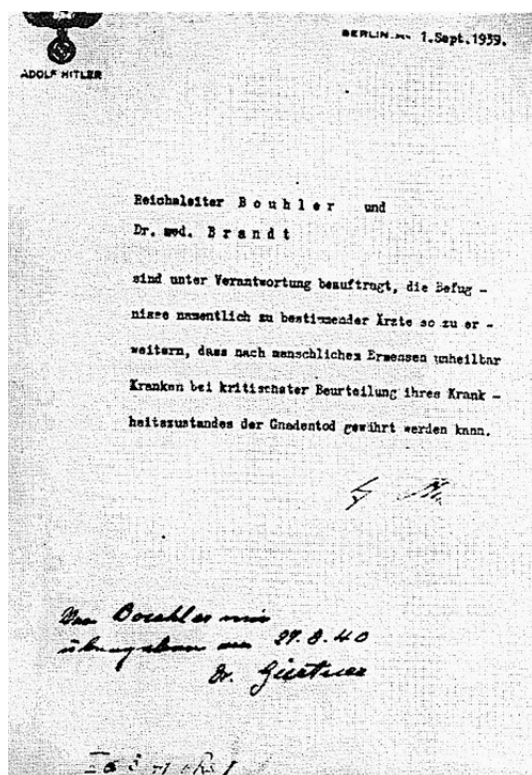 ADOLF HITLER
BERLIN, 1.Sept.1939.
Reichsleiter B o u h l e r und
Dr. med. B r a n d t
sind unter Verantwortung beauftragt, die Befug -
nisse namentlich zu bestimmender Ärzte so zu er -
weitern, dass nach menschlichem Ermessen unheilbar
Kranken bei kritischster Beurteilung ihres Krank -
heitszustandes der Gnadentod gewährt werden kann.
Von Bouhler mir
übergeben am 27.8.40
Dr. Gürtner